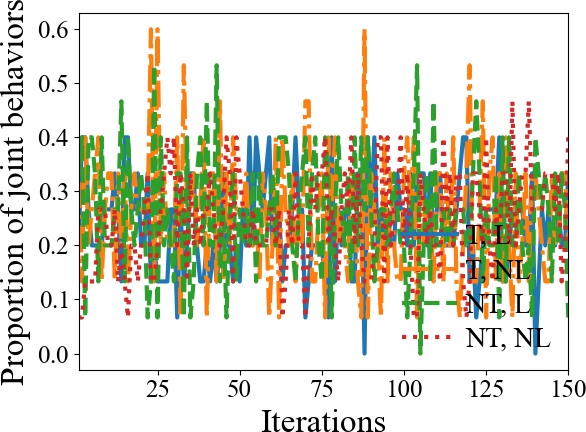 Proportion of joint behaviors
0.6
0.5
0.4
0.3
0.2
0.1
0.0
T, L
T, NL
NT, L
NT, NL
25 50 75 100 125 150
Iterations